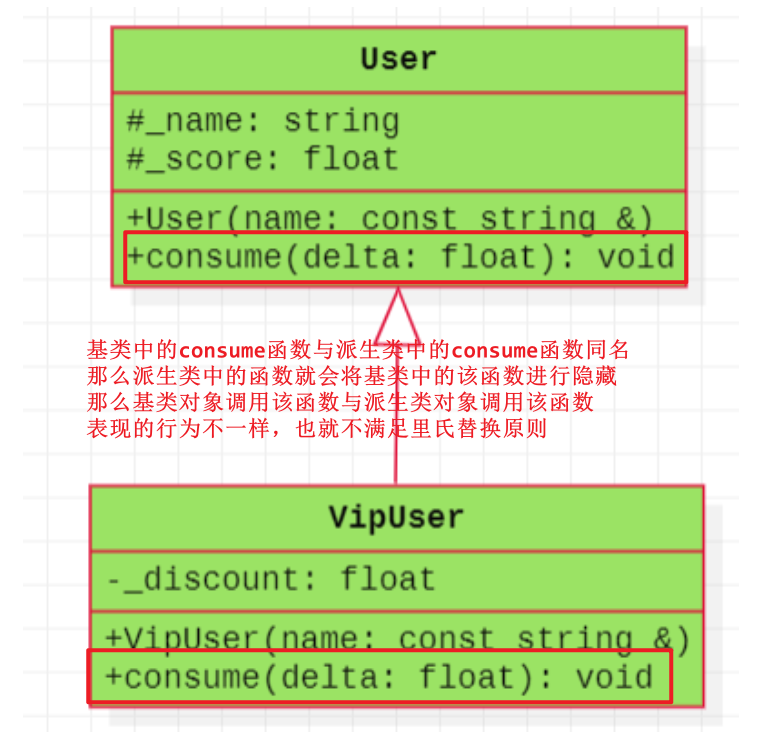 User
#_name: string
#_score: float
+User(name: const string &)
+consume(delta: float): void
基类中的consume函数与派生类中的consume函数同名
那么派生类中的函数就会将基类中的该函数进行隐藏
那么基类对象调用该函数与派生类对象调用该函数
表现的行为不一样，也就不满足里氏替换原则
VipUser
-_discount: float
+VipUser(name: const string &)
+consume(delta: float): void